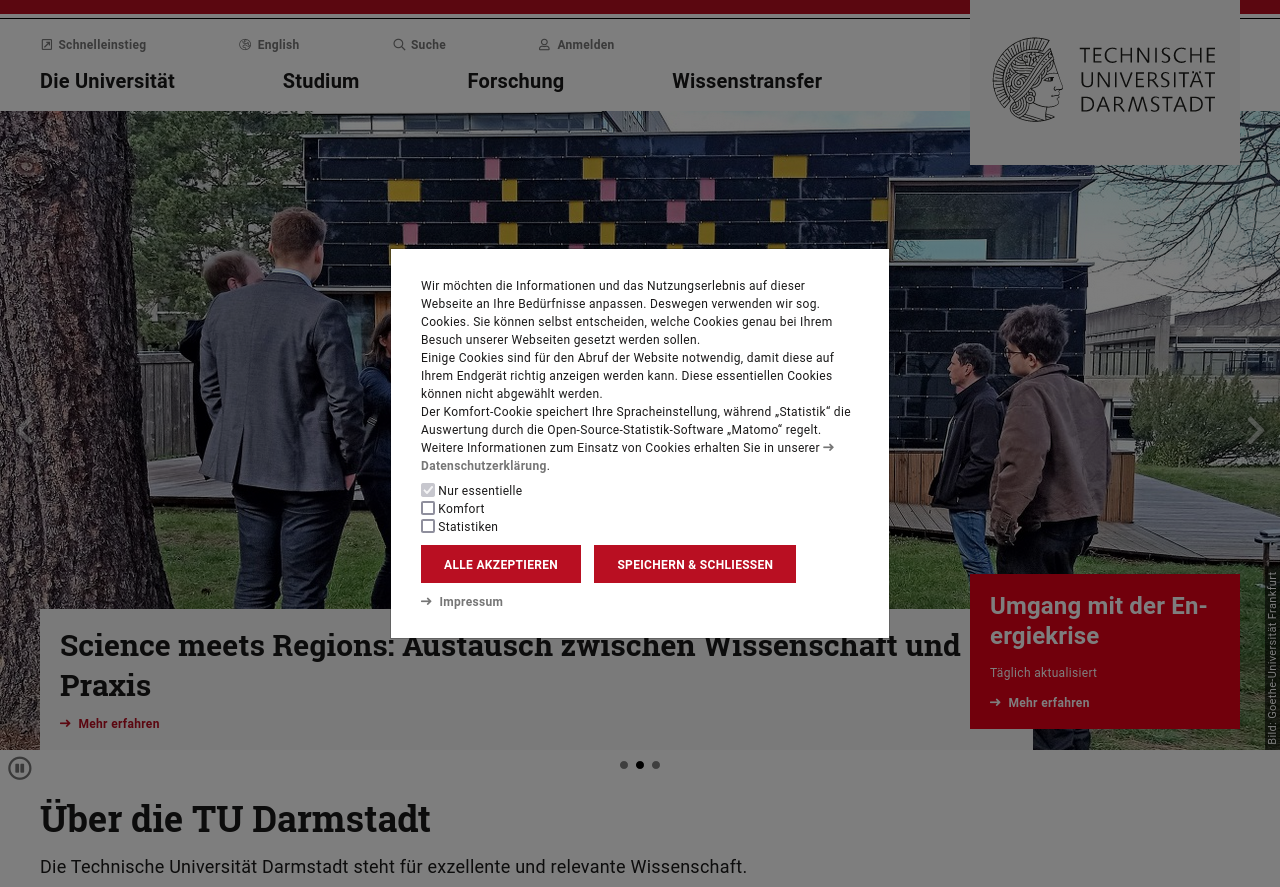 Schnelleinstieg
English
Suche
Anmelden
Die Universität
Studium
Forschung
Wissenstransfer
TECHNISCHE
UNIVERSITÄT
DARMSTADT
Wir möchten die Informationen und das Nutzungserlebnis auf dieser
Webseite an Ihre Bedürfnisse anpassen. Deswegen verwenden wir sog.
Cookies. Sie können selbst entscheiden, welche Cookies genau bei Ihrem
Besuch unserer Webseiten gesetzt werden sollen.
Einige Cookies sind für den Abruf der Website notwendig, damit diese auf
Ihrem Endgerät richtig anzeigen werden kann. Diese essentiellen Cookies
können nicht abgewählt werden.
Der Komfort-Cookie speichert Ihre Spracheinstellung, während „Statistik“ die
Auswertung durch die Open-Source-Statistik-Software „Matomo“ regelt.
Weitere Informationen zum Einsatz von Cookies erhalten Sie in unserer
Datenschutzerklärung.
Nur essentielle
Komfort
Statistiken
ALLE AKZEPTIEREN
SPEICHERN & SCHLIESSEN
Impressum
Science meets Regions: Austausch zwischen Wissenschaft und
Praxis
Mehr erfahren
Umgang mit der En-
ergiekrise
Täglich aktualisiert
Mehr erfahren
Bild: Goethe-Universität Frankfurt
Über die TU Darmstadt
Die Technische Universität Darmstadt steht für exzellente und relevante Wissenschaft.